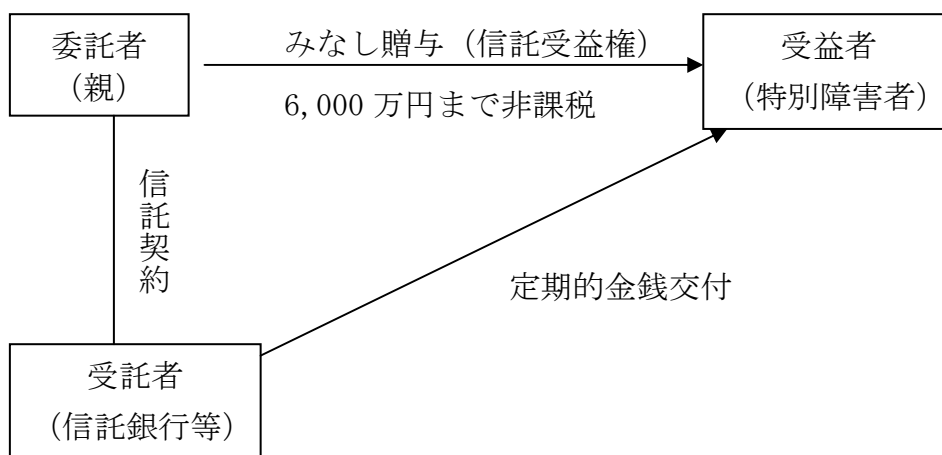 委託者
（親）
みなし贈与（信託受益権）
6,000 万円まで非課税
受益者
（特別障害者）
信託契約
定期的金銭交付
受託者
（信託銀行等）